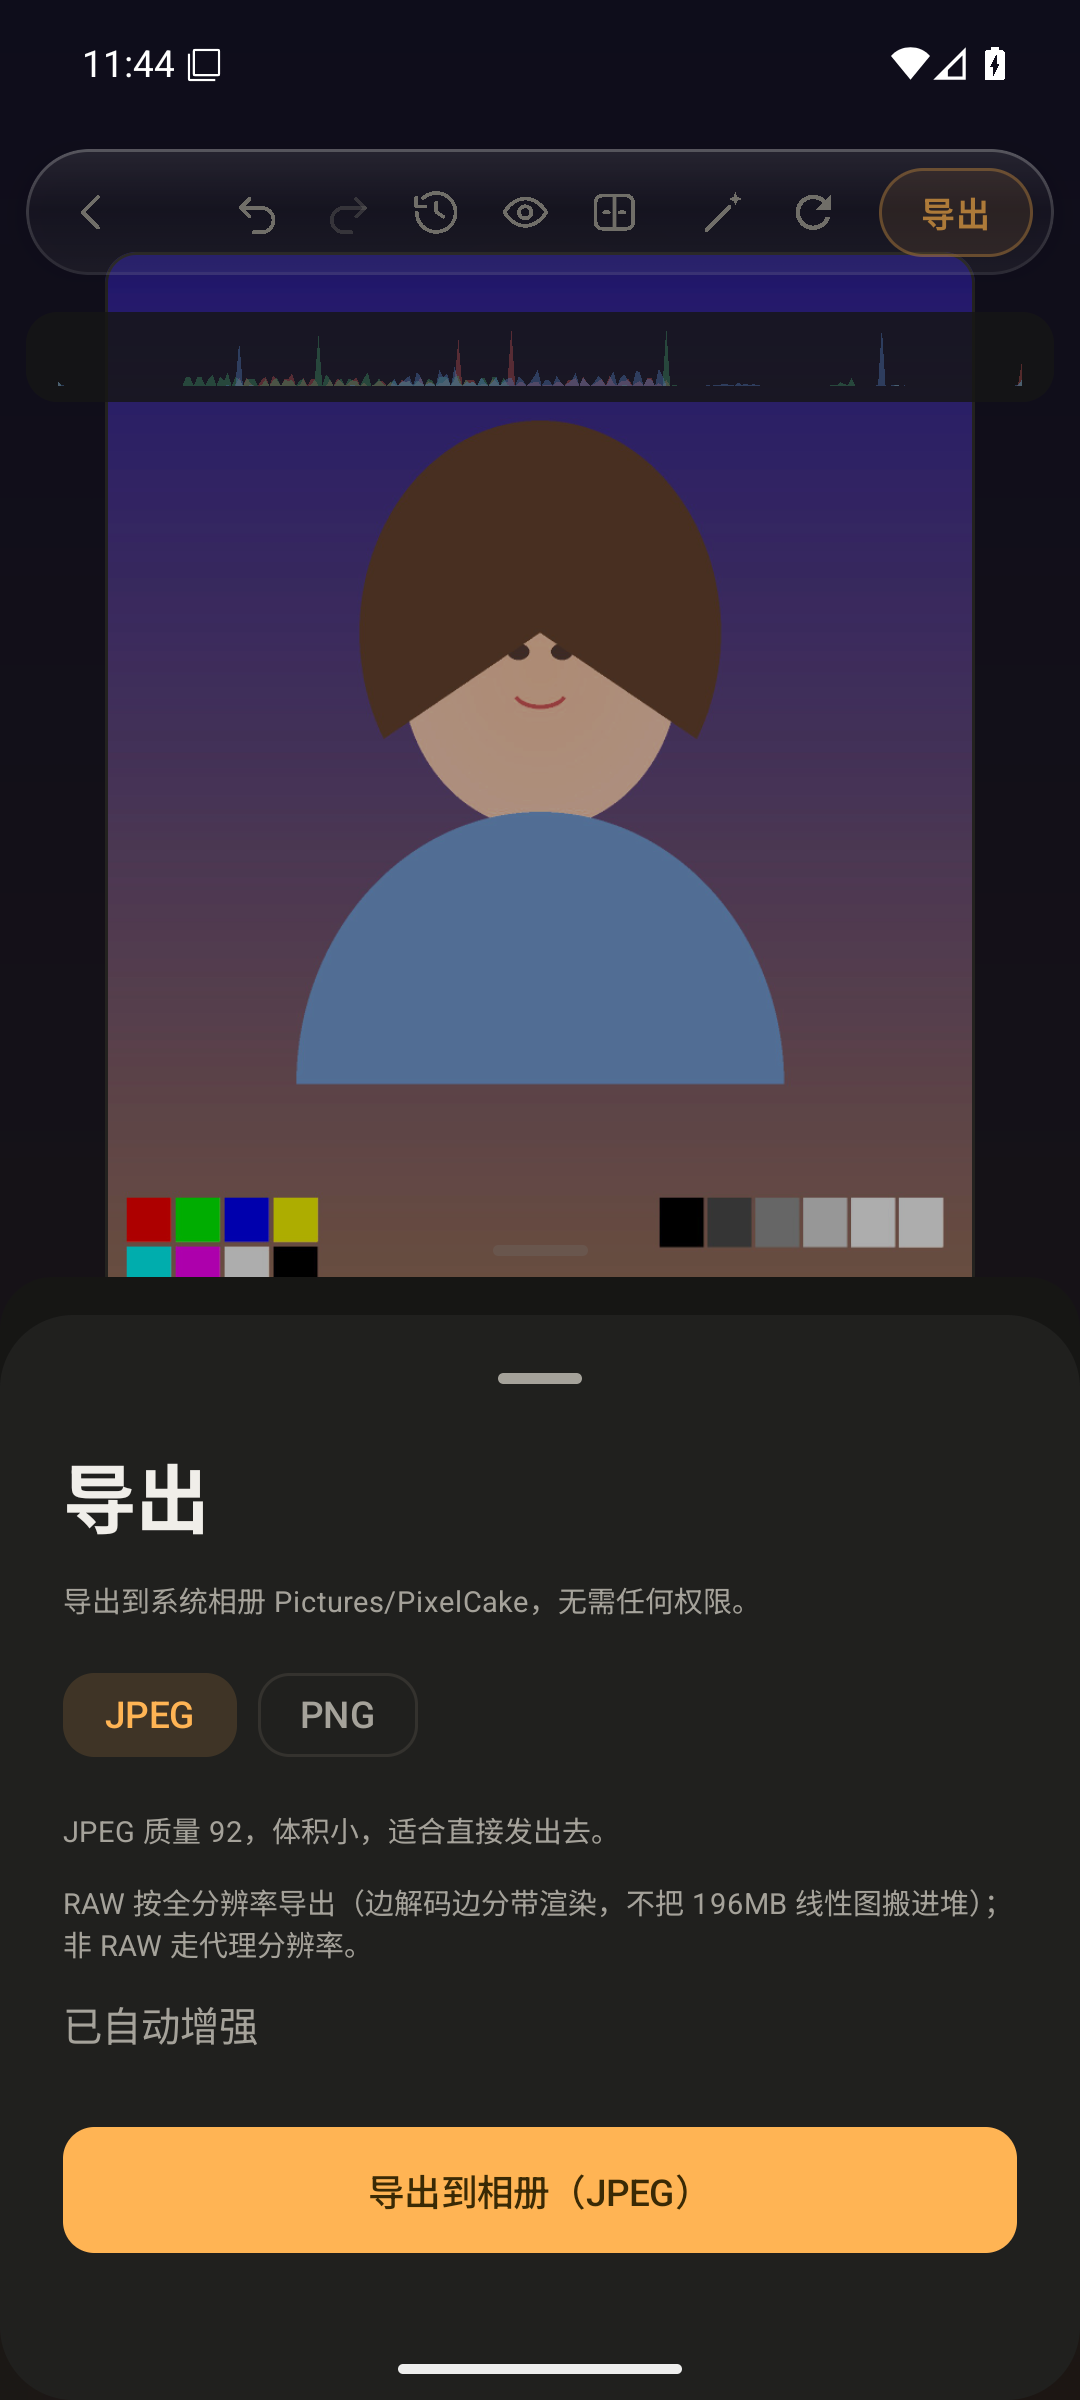 11:44
导出
导出
导出到系统相册 Pictures/PixelCake，无需任何权限。
JPEG
PNG
JPEG 质量 92，体积小，适合直接发出去。
RAW 按全分辨率导出（边解码边分带渲染，不把 196MB 线性图搬进堆）；
非 RAW 走代理分辨率。
已自动增强
导出到相册（JPEG）